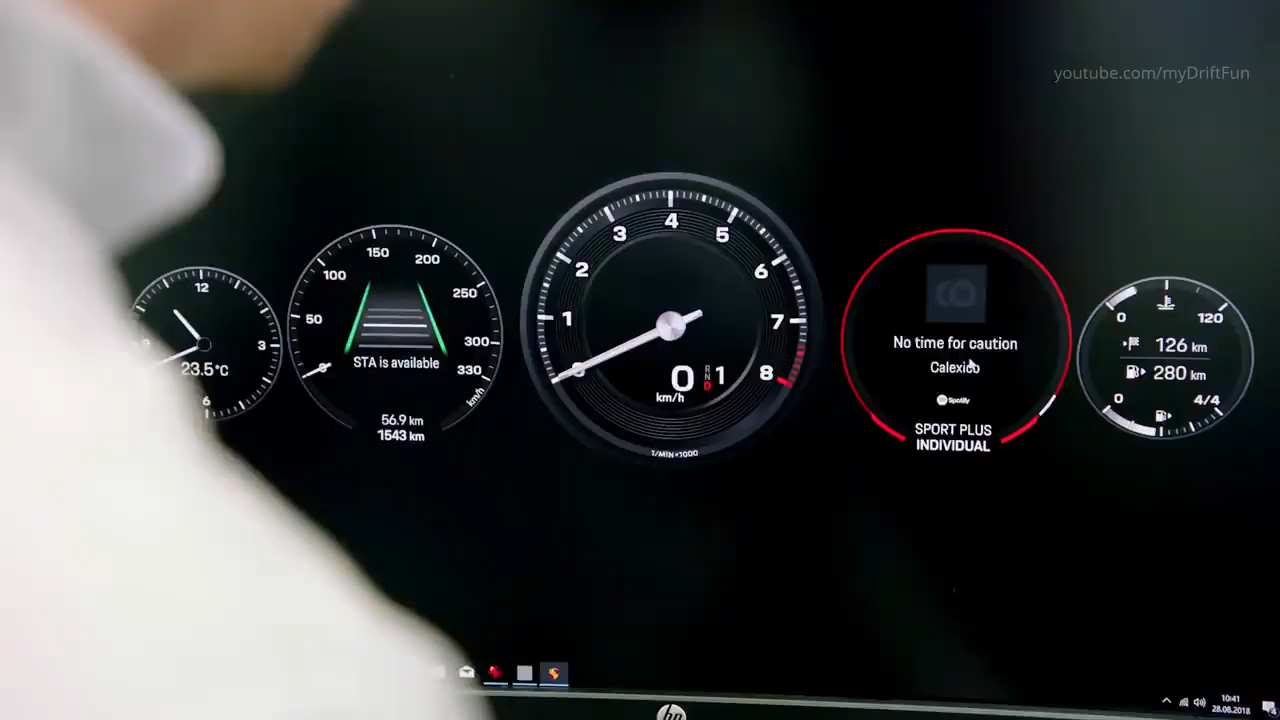 youtube.com/myDriftFun
12
3
6
23.5°C
50
100
150
200
250
300
330
km/h
STA is available
56.9 km
1543 km
1
2
3
4
5
6
7
8
0
km/h
R
N
D
1
1/MIN×1000
No time for caution
Calexico
Spotify
SPORT PLUS
INDIVIDUAL
0
120
126 km
280 km
0
4/4
10:41
28.08.2018
hp